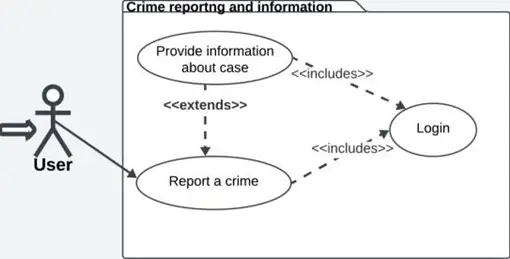 Crime reportng and information
Provide information
about case
<<includes>>
<<extends>>
Login
<<includes>>
User
Report a crime